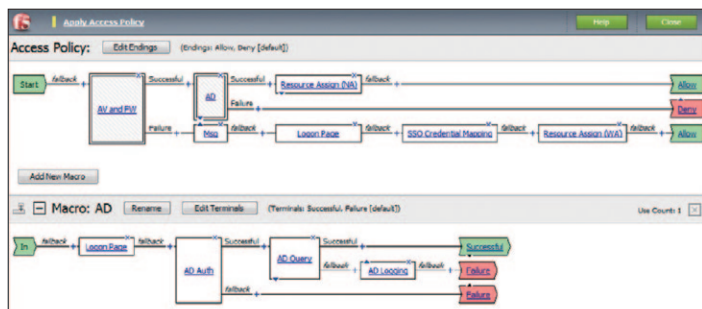 f5 Apply Access Policy Help Close
Access Policy: Edit Endings (Endings: Allow, Deny [default])
Start fallback AV and FW Successful AD Successful Resource Assign (NA) fallback Allow
Failure Deny
Failure Msg fallback Logon Page fallback SSO Credential Mapping fallback Resource Assign (WA) fallback Allow
Add New Macro
Macro: AD Rename Edit Terminals (Terminals: Successful, Failure [default]) Use Count: 1
In fallback Logon Page fallback AD Auth Successful AD Query Successful Successful
fallback AD Logging fallback Failure
fallback Failure